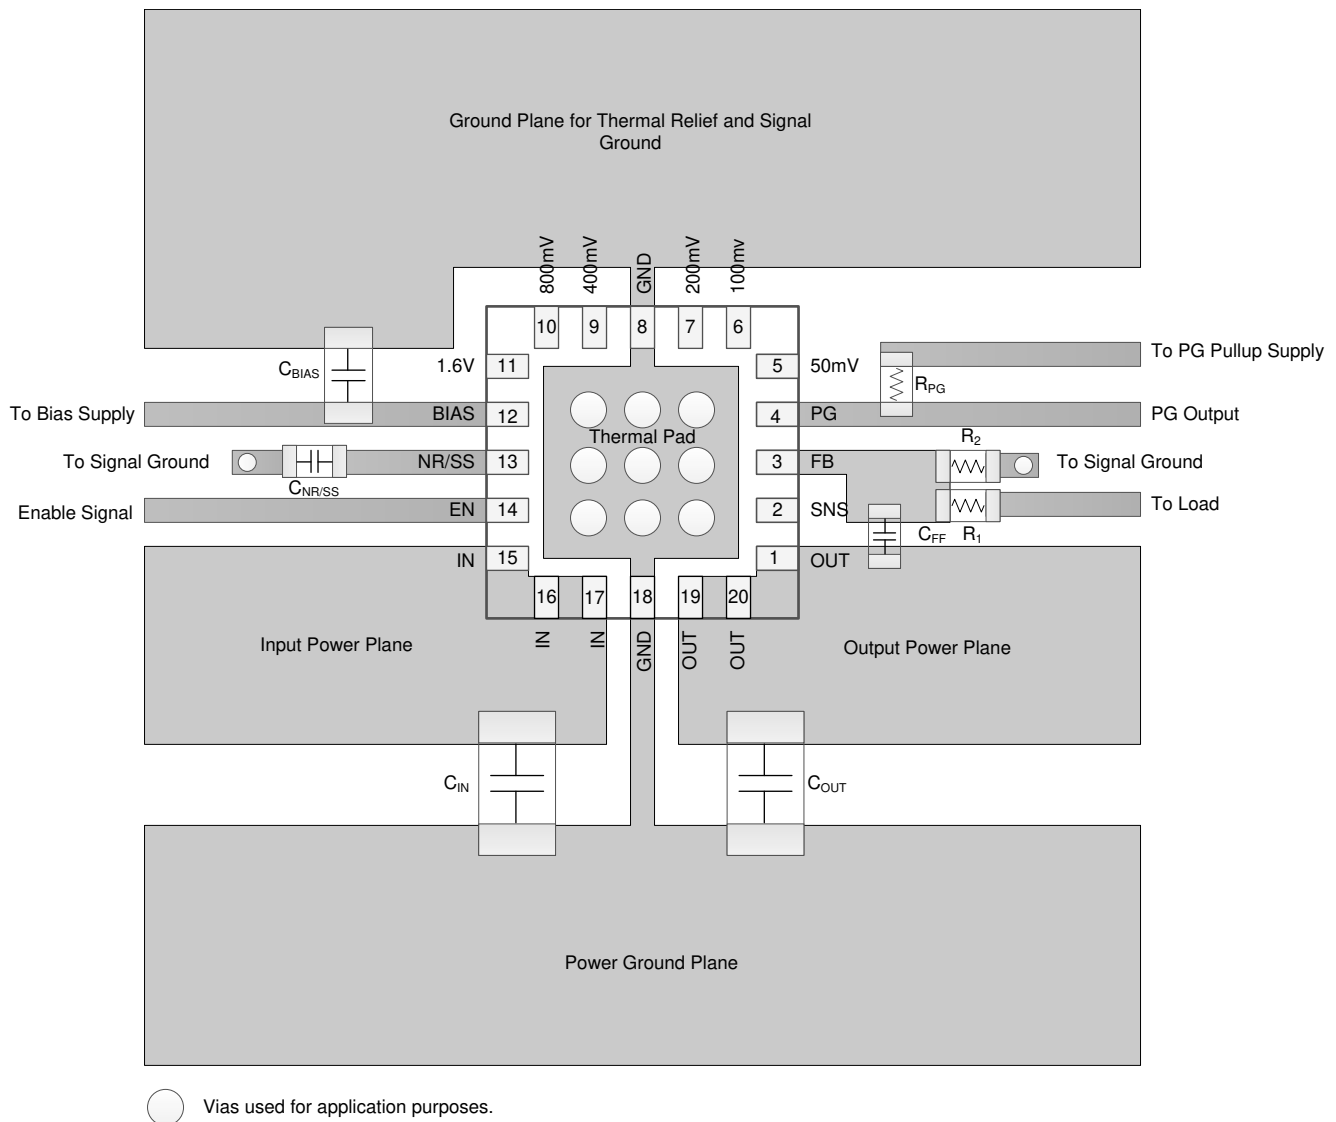 Ground Plane for Thermal Relief and Signal
Ground
800mV
400mV
GND
200mV
100mv
10
9
8
7
6
CBIAS
1.6V
11
5
50mV
To PG Pullup Supply
RPG
To Bias Supply
BIAS
12
4
PG
PG Output
Thermal Pad
R2
To Signal Ground
NR/SS
13
3
FB
To Signal Ground
CNR/SS
Enable Signal
EN
14
2
SNS
To Load
CFF
R1
IN
15
1
OUT
16
17
18
19
20
IN
IN
GND
OUT
OUT
Input Power Plane
Output Power Plane
CIN
COUT
Power Ground Plane
Vias used for application purposes.